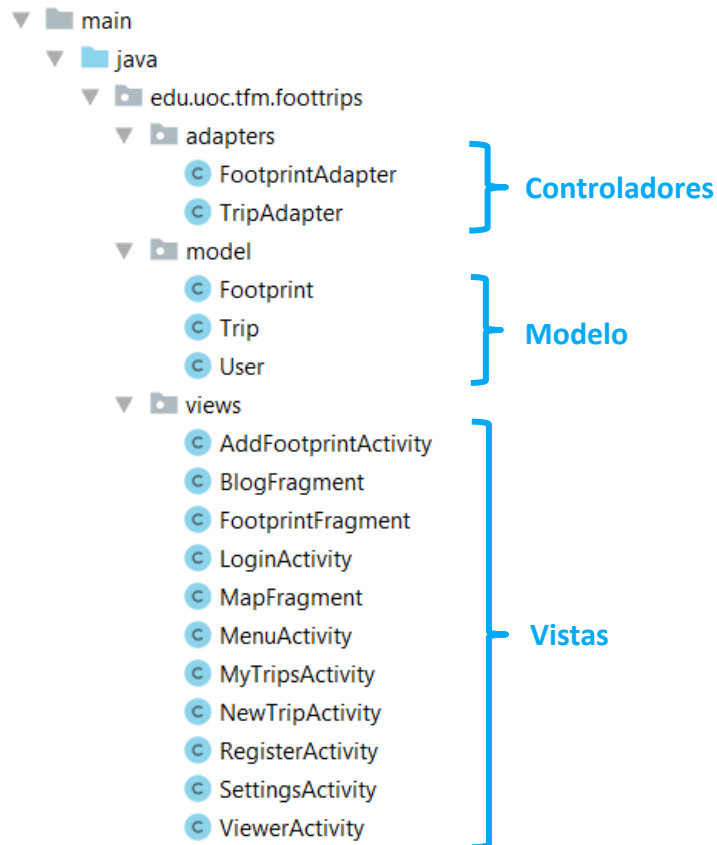 main
java
edu.uoc.tfm.foottrips
adapters
C FootprintAdapter
C TripAdapter
Controladores
model
C Footprint
C Trip
C User
Modelo
views
C AddFootprintActivity
C BlogFragment
C FootprintFragment
C LoginActivity
C MapFragment
C MenuActivity
C MyTripsActivity
C NewTripActivity
C RegisterActivity
C SettingsActivity
C ViewerActivity
Vistas